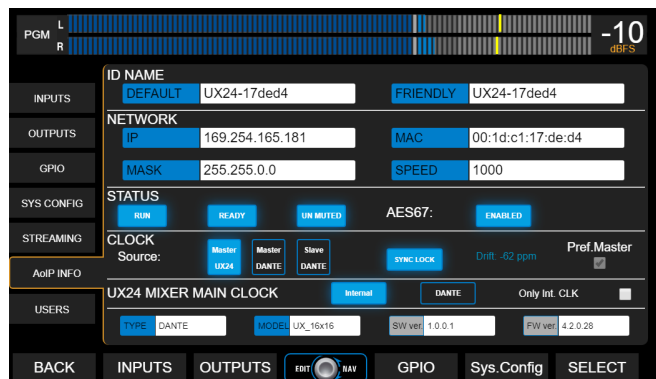 PGM L R -10 dBFS
ID NAME
DEFAULT UX24-17ded4 FRIENDLY UX24-17ded4
INPUTS
NETWORK
IP 169.254.165.181 MAC 00:1d:c1:17:de:d4
OUTPUTS
MASK 255.255.0.0 SPEED 1000
GPIO
STATUS
SYS CONFIG
RUN READY UN MUTED AES67: ENABLED
STREAMING
CLOCK
Source: Master UX24 Master DANTE Slave DANTE SYNC LOCK Drift: -62 ppm Pref.Master
AoIP INFO
UX24 MIXER MAIN CLOCK Internal DANTE Only Int. CLK
USERS
TYPE DANTE MODEL UX_16x16 SW ver. 1.0.0.1 FW ver. 4.2.0.28
BACK INPUTS OUTPUTS EDIT NAV GPIO Sys.Config SELECT